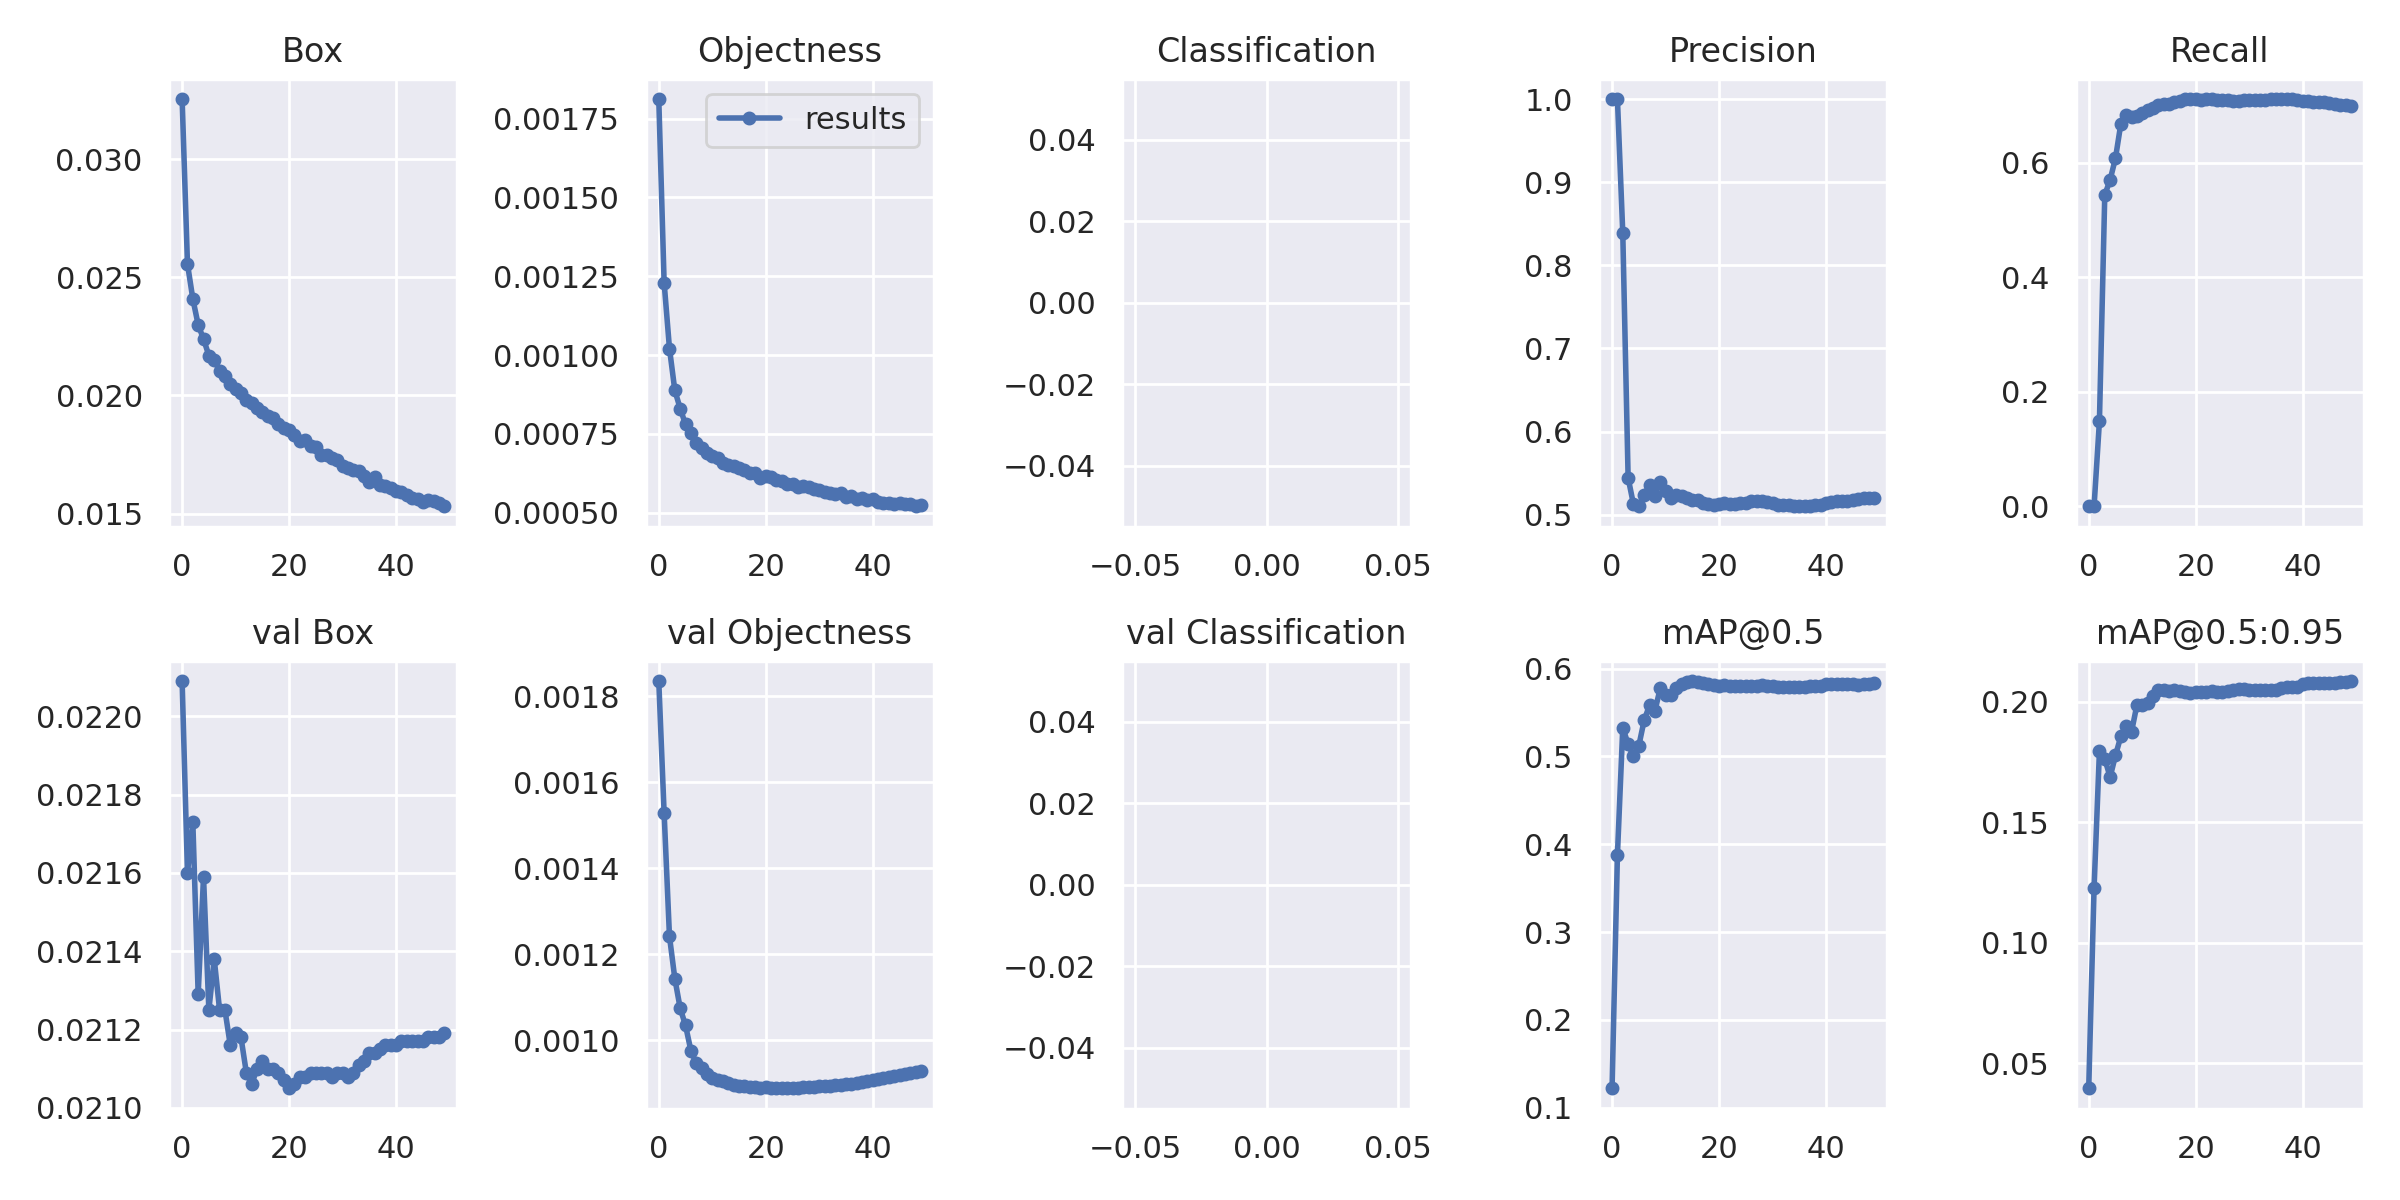 Box
Objectness
Classification
Precision
Recall
0.030
0.025
0.020
0.015
0 20 40
results
0.00175
0.00150
0.00125
0.00100
0.00075
0.00050
0 20 40
0.04
0.02
0.00
−0.02
−0.04
−0.05 0.00 0.05
1.0
0.9
0.8
0.7
0.6
0.5
0 20 40
0.6
0.4
0.2
0.0
0 20 40
val Box
val Objectness
val Classification
mAP@0.5
mAP@0.5:0.95
0.0220
0.0218
0.0216
0.0214
0.0212
0.0210
0 20 40
0.0018
0.0016
0.0014
0.0012
0.0010
0 20 40
0.04
0.02
0.00
−0.02
−0.04
−0.05 0.00 0.05
0.6
0.5
0.4
0.3
0.2
0.1
0 20 40
0.20
0.15
0.10
0.05
0 20 40